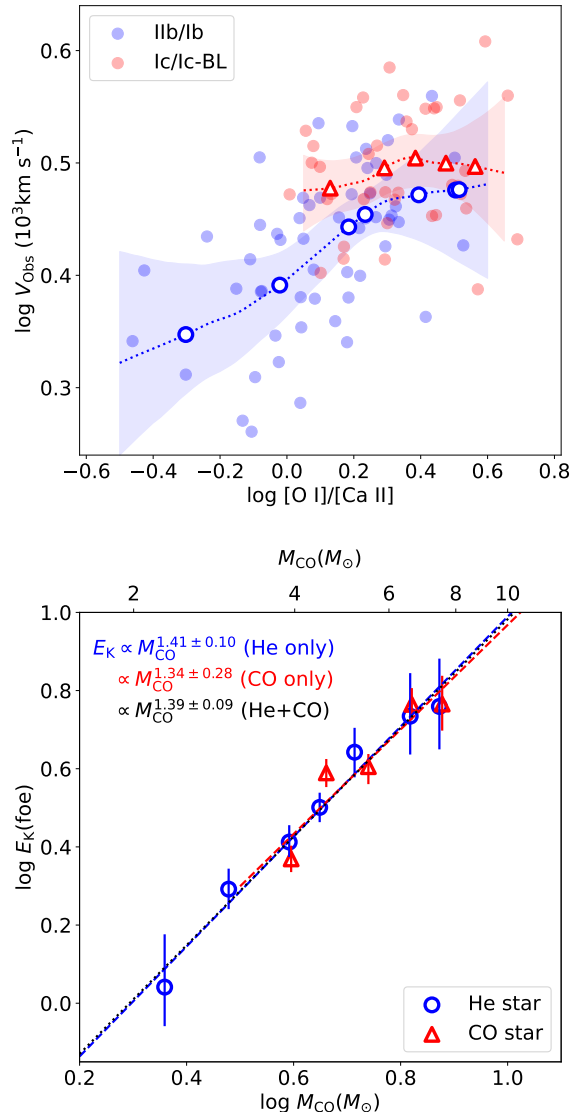 IIb/Ib
Ic/Ic-BL
0.6
0.5
0.4
0.3
log V_Obs (10^3 km s^−1)
−0.6 −0.4 −0.2 0.0 0.2 0.4 0.6 0.8
log [O I]/[Ca II]
M_CO(M_⊙)
2 4 6 8 10
E_K ∝ M_CO^1.41 ± 0.10 (He only)
∝ M_CO^1.34 ± 0.28 (CO only)
∝ M_CO^1.39 ± 0.09 (He+CO)
1.0
0.8
0.6
0.4
0.2
0.0
log E_K(foe)
He star
CO star
0.2 0.4 0.6 0.8 1.0
log M_CO(M_⊙)